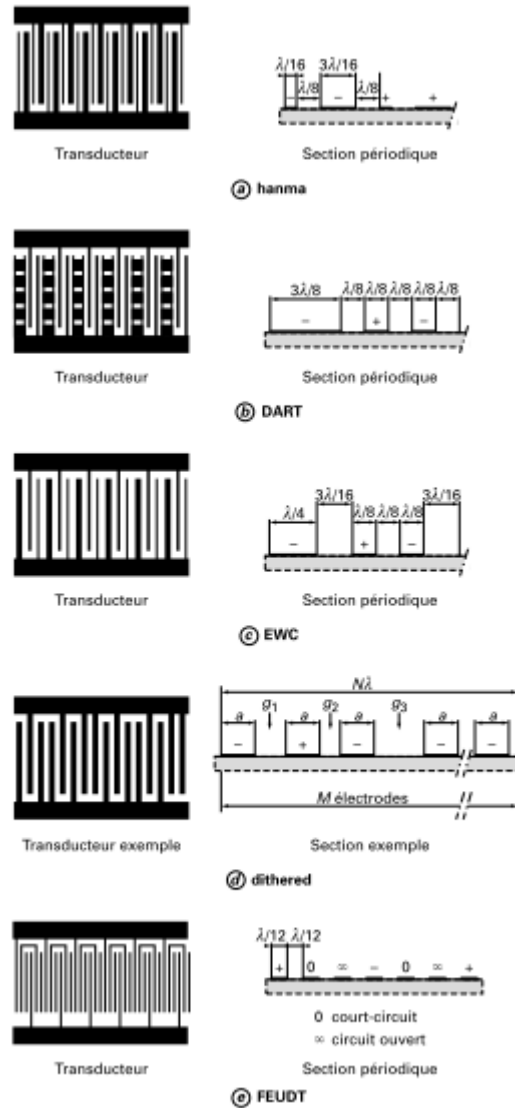 λ/16 3λ/16
λ/8 λ/8
– – + +
Transducteur Section périodique
a hanma
3λ/8 λ/8 λ/8 λ/8 λ/8 λ/8
– + –
Transducteur Section périodique
b DART
3λ/16 3λ/16
λ/4 λ/8 λ/8 λ/8
– + –
Transducteur Section périodique
c EWC
Nλ
a g1 a g2 a g3 a a
– + – – –
M électrodes
Transducteur exemple Section exemple
d dithered
λ/12 λ/12
+ 0 ∞ – 0 ∞ +
0 court-circuit
∞ circuit ouvert
Transducteur Section périodique
e FEUDT